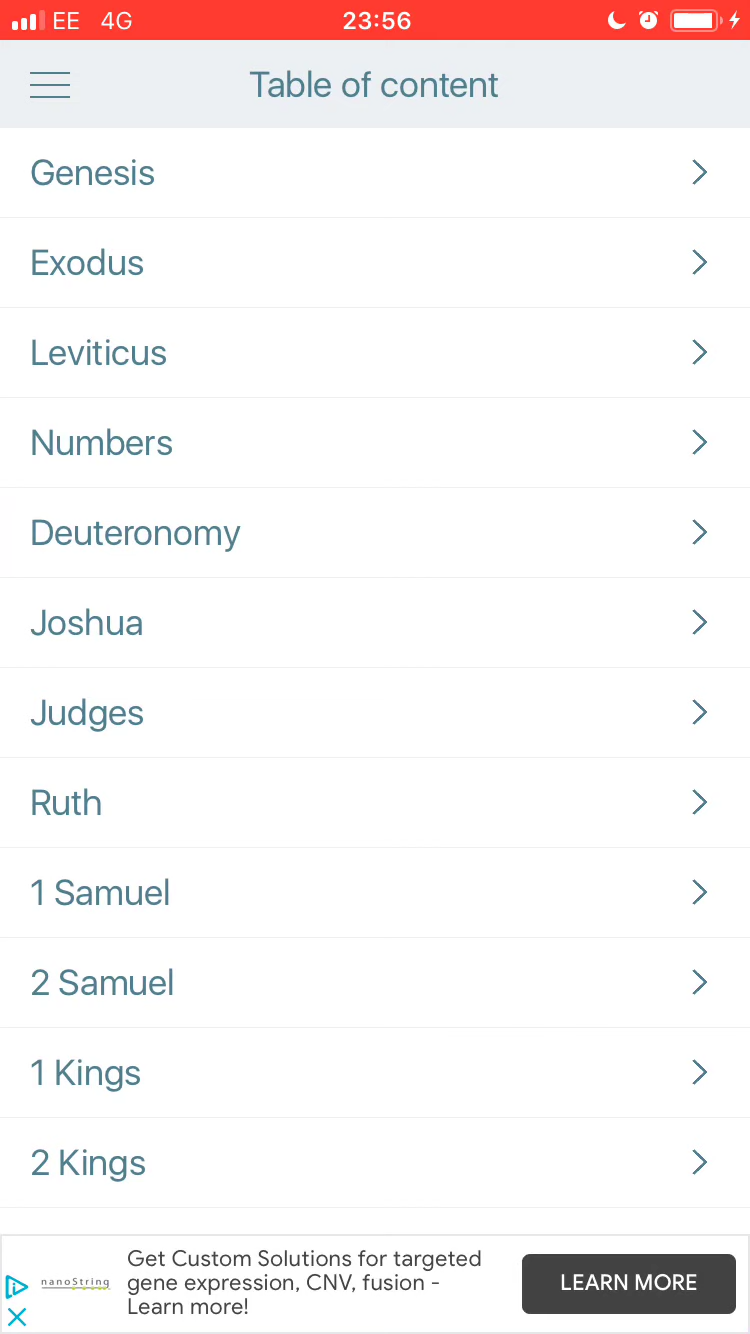 EE 4G 23:56
Table of content
Genesis
Exodus
Leviticus
Numbers
Deuteronomy
Joshua
Judges
Ruth
1 Samuel
2 Samuel
1 Kings
2 Kings
nanoString
Get Custom Solutions for targeted
gene expression, CNV, fusion -
Learn more!
LEARN MORE